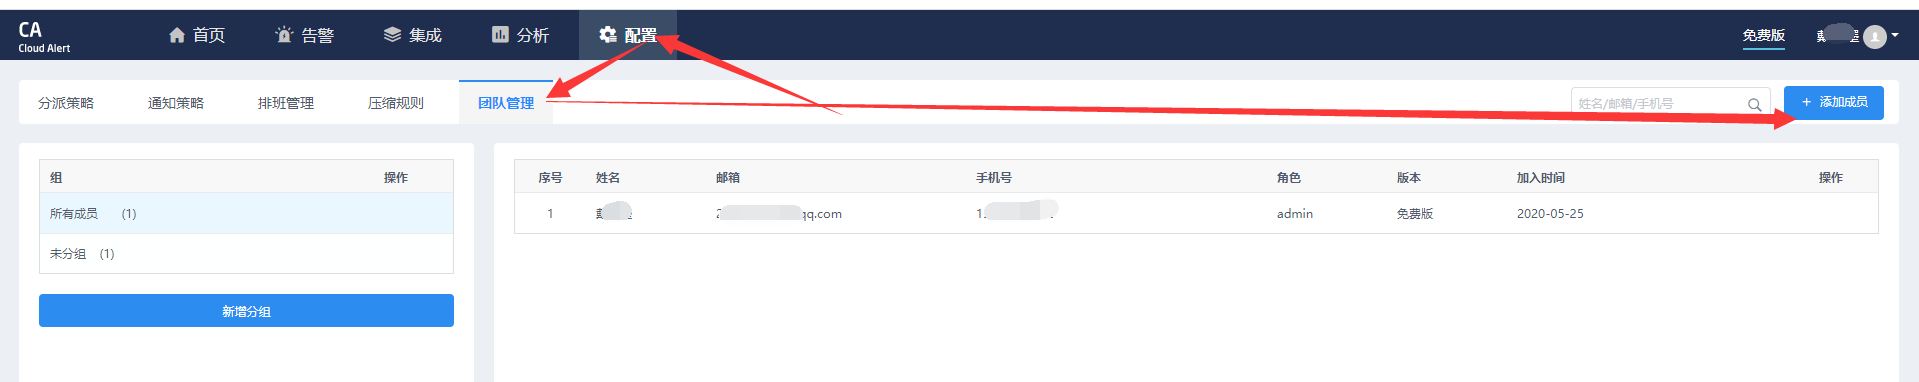 CA
Cloud Alert
首页
告警
集成
分析
配置
免费版
分派策略
通知策略
排班管理
压缩规则
团队管理
姓名/邮箱/手机号
+ 添加成员
组 操作
所有成员 (1)
未分组 (1)
新增分组
序号 姓名 邮箱 手机号 角色 版本 加入时间 操作
1 qq.com admin 免费版 2020-05-25